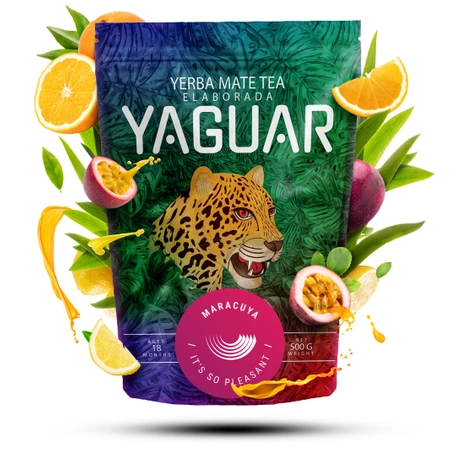 YERBA MATE TEA
ELABORADA
YAGUAR
MARACUYA
IT'S SO PLEASANT
AGED
18
MONTHS
NET
500 G
WEIGHT